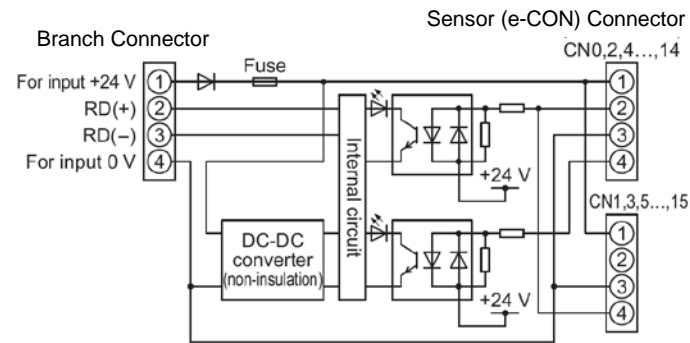 Sensor (e-CON) Connector
Branch Connector
CN0,2,4...,14
Fuse
For input +24 V
RD(+)
RD(−)
For input 0 V
1
2
3
4
1
2
3
4
Internal circuit
+24 V
CN1,3,5...,15
DC-DC
converter
(non-insulation)
+24 V
1
2
3
4